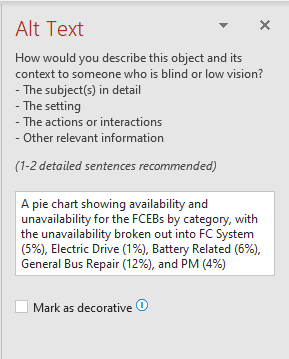 Alt Text
How would you describe this object and its
context to someone who is blind or low vision?
- The subject(s) in detail
- The setting
- The actions or interactions
- Other relevant information
(1-2 detailed sentences recommended)
A pie chart showing availability and
unavailability for the FCEBs by category, with
the unavailability broken out into FC System
(5%), Electric Drive (1%), Battery Related (6%),
General Bus Repair (12%), and PM (4%)
Mark as decorative